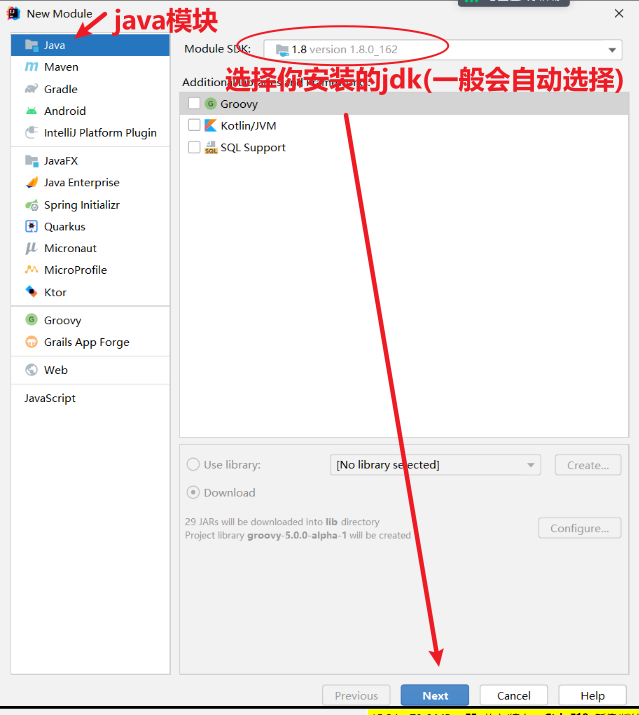 New Module
java模块
Java
Maven
Gradle
Android
IntelliJ Platform Plugin
JavaFX
Java Enterprise
Spring Initializr
Quarkus
Micronaut
MicroProfile
Ktor
Groovy
Grails App Forge
Web
JavaScript
Module SDK:
1.8 version 1.8.0_162
选择你安装的jdk(一般会自动选择)
Groovy
Kotlin/JVM
SQL Support
Use library:
[No library selected]
Create...
Download
29 JARs will be downloaded into lib directory
Project library groovy-5.0.0-alpha-1 will be created
Configure...
Previous
Next
Cancel
Help